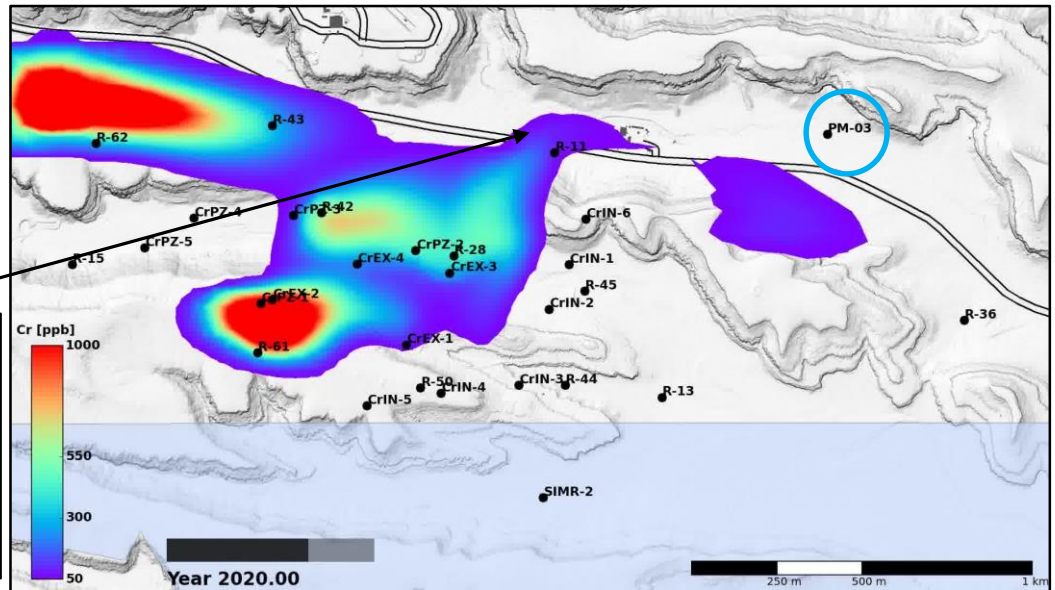 PM-03
R-43
R-62
R-11
CrPZ-4
R-42
CrIN-6
CrPZ-5
CrPZ-2
R-28
R-15
CrEX-4
CrEX-3
CrIN-1
R-45
CrEX-2
CrIN-2
R-36
Cr [ppb]
1000
R-61
CrEX-1
R-50
CrIN-4
CrIN-3
R-44
R-13
CrIN-5
550
300
SIMR-2
50
Year 2020.00
250 m
500 m
1 km